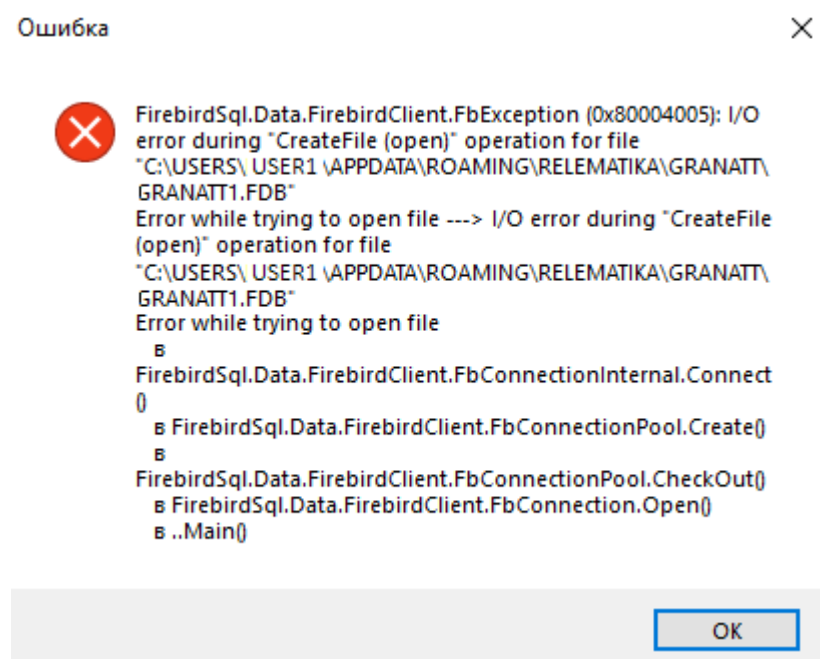 Ошибка
FirebirdSql.Data.FirebirdClient.FbException (0x80004005): I/O
error during "CreateFile (open)" operation for file
"C:\USERS\ USER1 \APPDATA\ROAMING\RELEMATIKA\GRANATT\
GRANATT1.FDB"
Error while trying to open file ---> I/O error during "CreateFile
(open)" operation for file
"C:\USERS\ USER1 \APPDATA\ROAMING\RELEMATIKA\GRANATT\
GRANATT1.FDB"
Error while trying to open file
в
FirebirdSql.Data.FirebirdClient.FbConnectionInternal.Connect
()
в FirebirdSql.Data.FirebirdClient.FbConnectionPool.Create()
в
FirebirdSql.Data.FirebirdClient.FbConnectionPool.CheckOut()
в FirebirdSql.Data.FirebirdClient.FbConnection.Open()
в ..Main()
OK